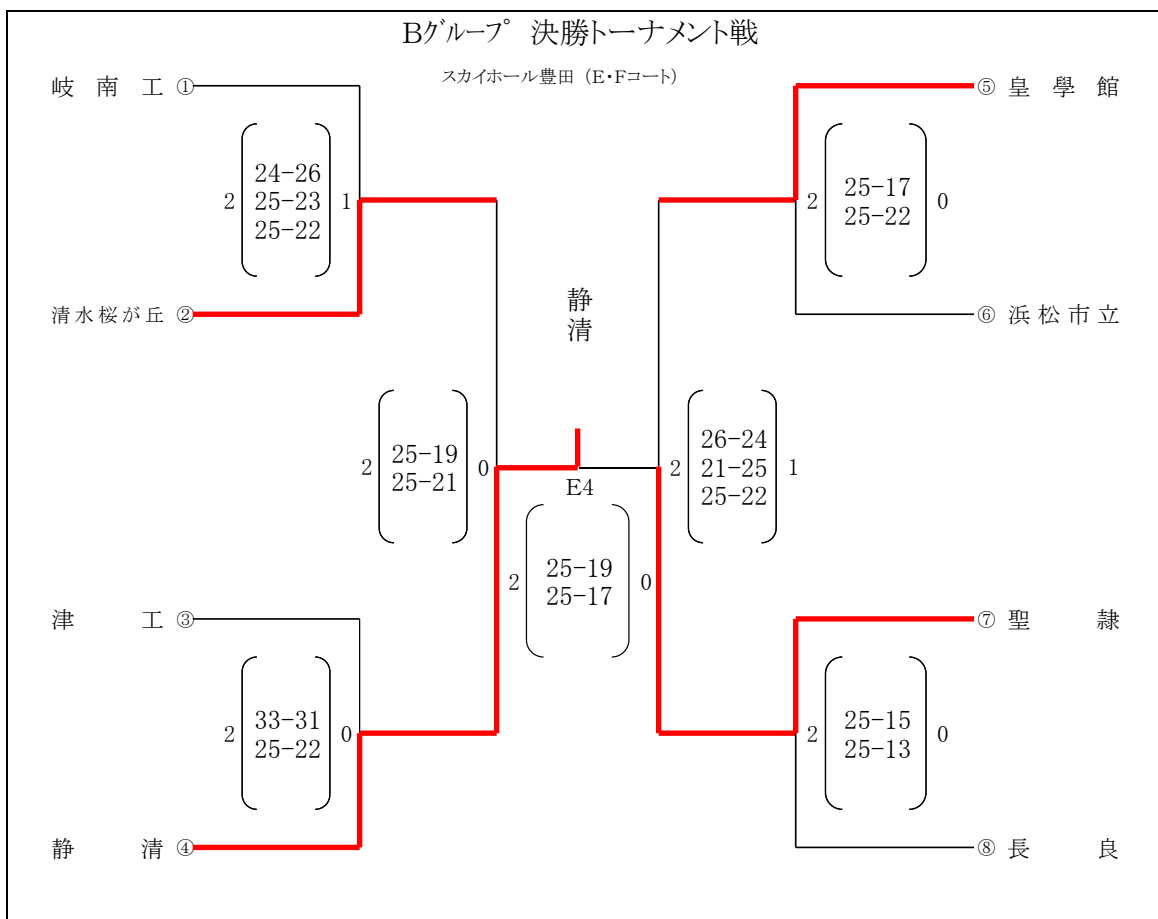 Bグループ 決勝トーナメント戦
スカイホール豊田 (E・Fコート)
岐南工 ①
⑤ 皇學館
2
24-26
25-23
25-22
1
2
25-17
25-22
0
清水桜が丘 ②
⑥ 浜松市立
静清
2
25-19
25-21
0
2
26-24
21-25
25-22
1
E4
2
25-19
25-17
0
津工 ③
⑦ 聖隷
2
33-31
25-22
0
2
25-15
25-13
0
静清 ④
⑧ 長良